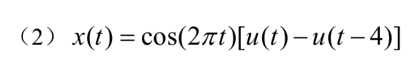 （2） x(t) = cos(2πt)[u(t) − u(t − 4)]